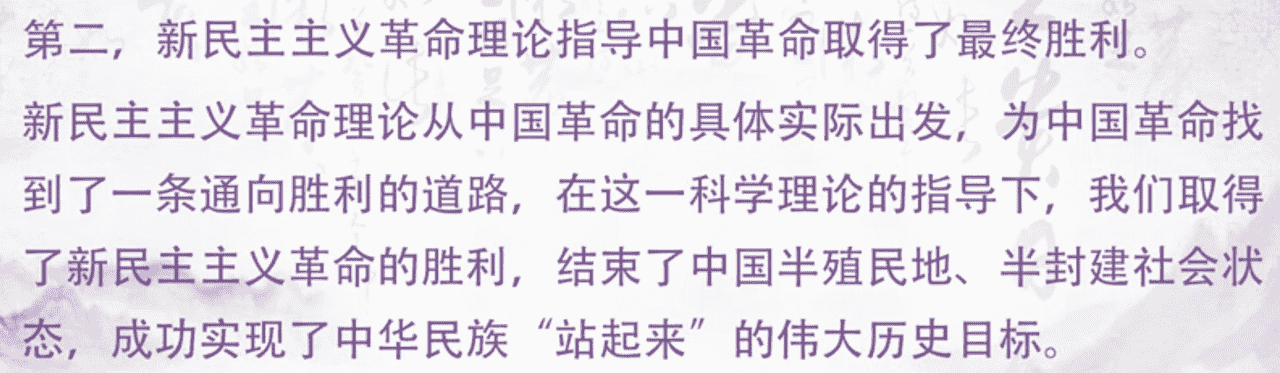 第二，新民主主义革命理论指导中国革命取得了最终胜利。
新民主主义革命理论从中国革命的具体实际出发，为中国革命找
到了一条通向胜利的道路，在这一科学理论的指导下，我们取得
了新民主主义革命的胜利，结束了中国半殖民地、半封建社会状
态，成功实现了中华民族“站起来”的伟大历史目标。